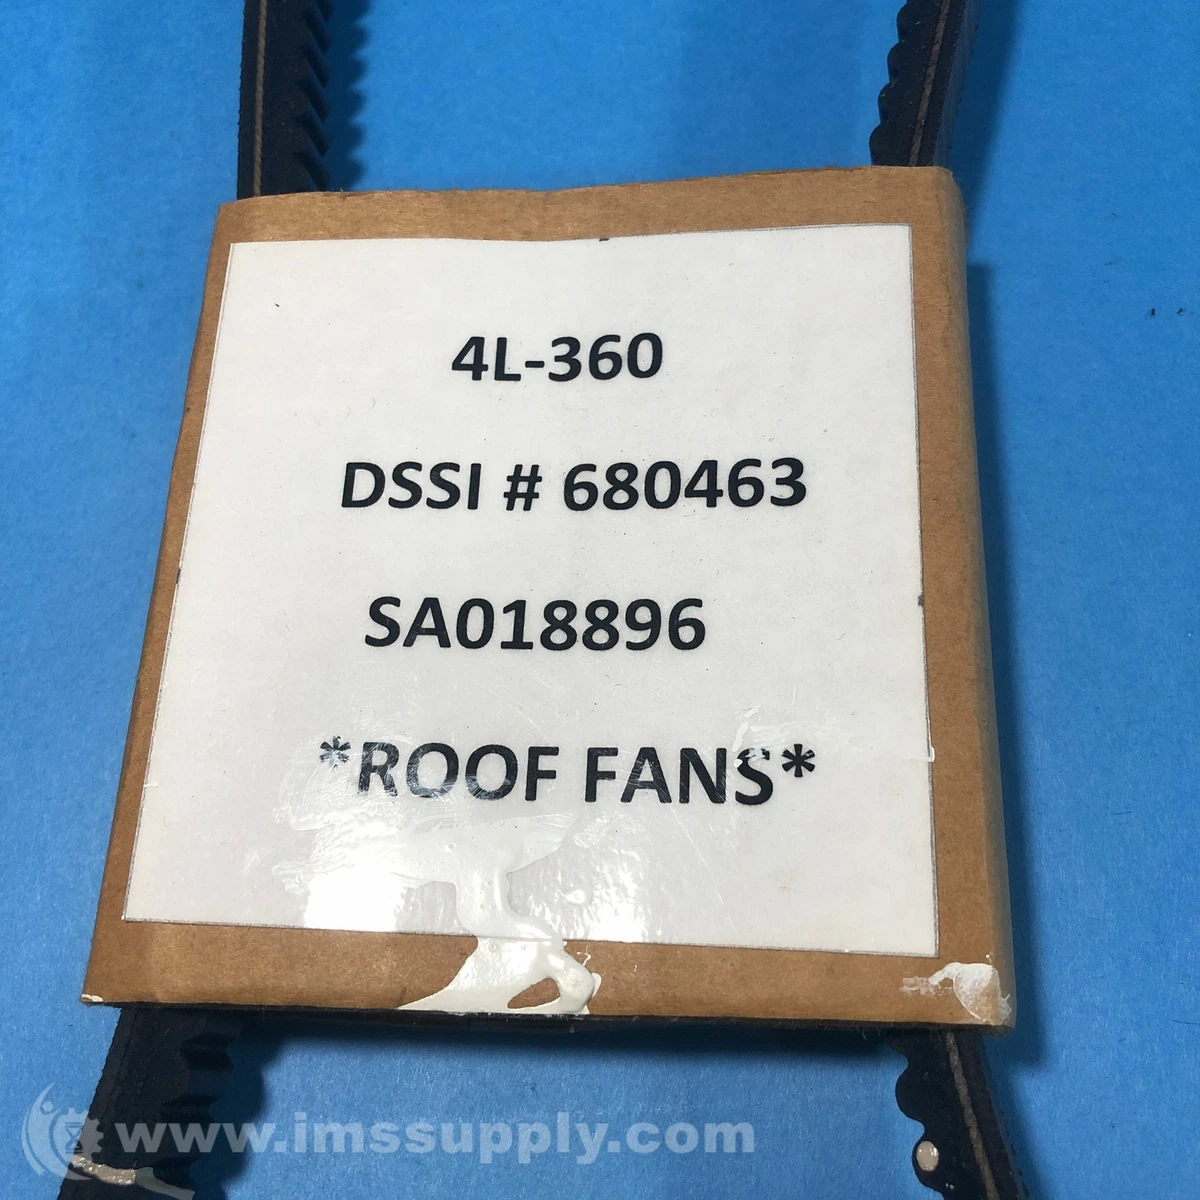 4L-360
DSSI # 680463
SA018896
*ROOF FANS*
www.imssupply.com